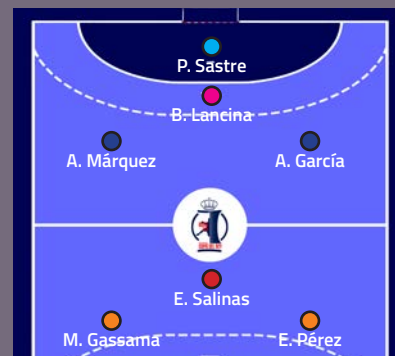 P. Sastre
B. Lancina
A. Márquez
A. García
E. Salinas
M. Gassama
E. Pérez